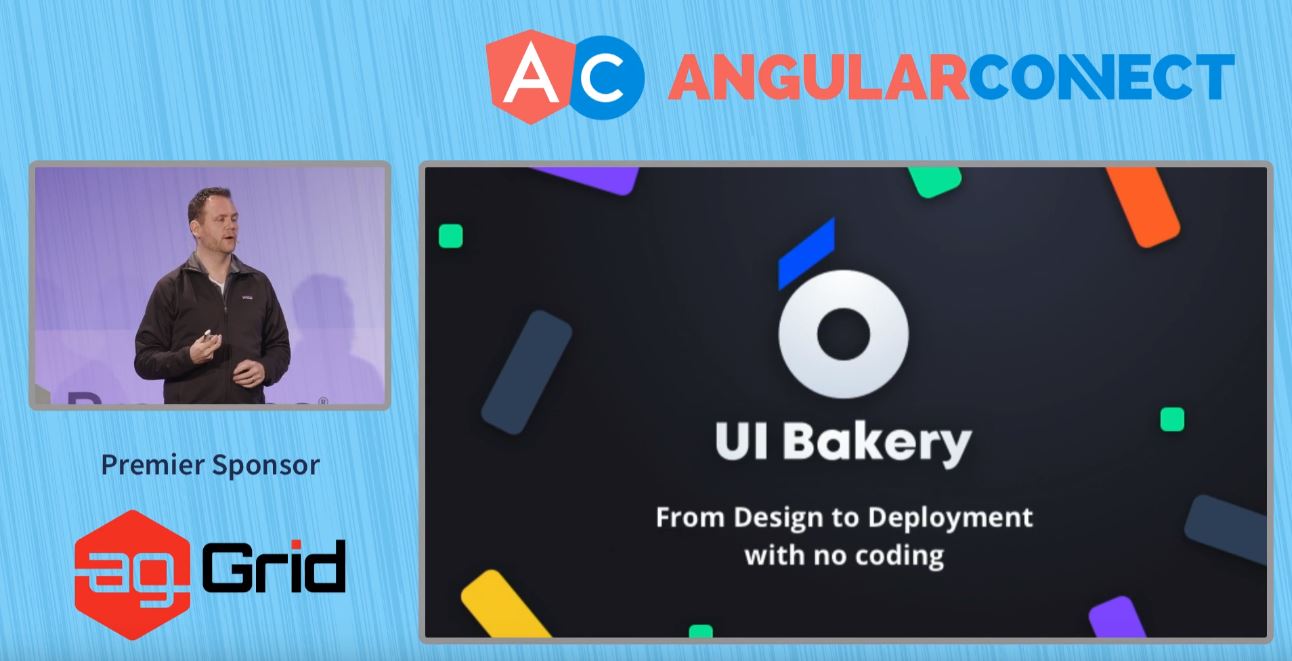 AC ANGULARCONNECT
UI Bakery
From Design to Deployment
with no coding
Premier Sponsor
ag Grid